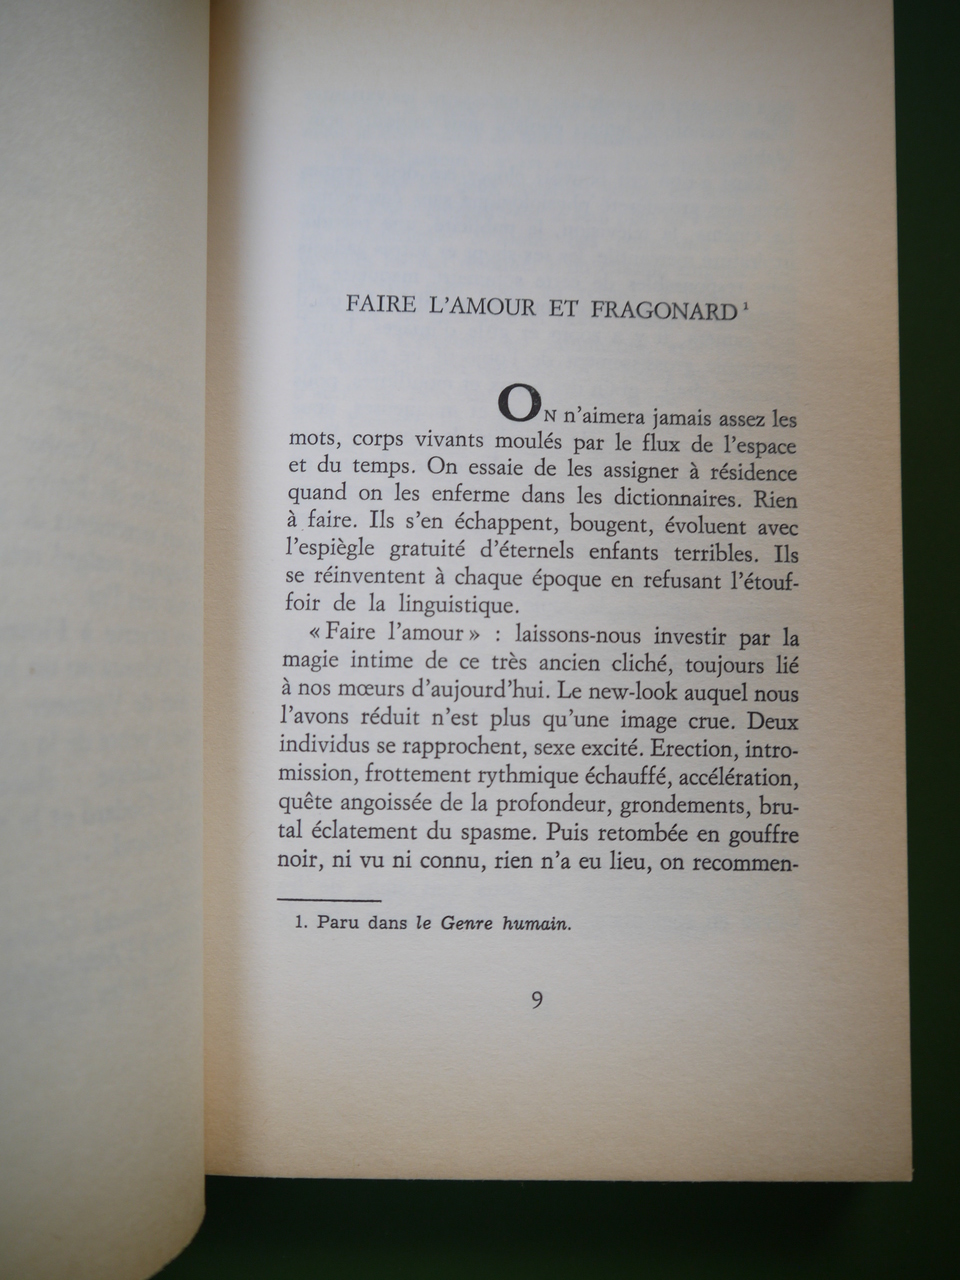 FAIRE L'AMOUR ET FRAGONARD¹
ON n'aimera jamais assez les
mots, corps vivants moulés par le flux de l'espace
et du temps. On essaie de les assigner à résidence
quand on les enferme dans les dictionnaires. Rien
à faire. Ils s'en échappent, bougent, évoluent avec
l'espiègle gratuité d'éternels enfants terribles. Ils
se réinventent à chaque époque en refusant l'étouf-
foir de la linguistique.
« Faire l'amour » : laissons-nous investir par la
magie intime de ce très ancien cliché, toujours lié
à nos mœurs d'aujourd'hui. Le new-look auquel nous
l'avons réduit n'est plus qu'une image crue. Deux
individus se rapprochent, sexe excité. Erection, intro-
mission, frottement rythmique échauffé, accélération,
quête angoissée de la profondeur, grondements, bru-
tal éclatement du spasme. Puis retombée en gouffre
noir, ni vu ni connu, rien n'a eu lieu, on recommen-
1. Paru dans le Genre humain.
9